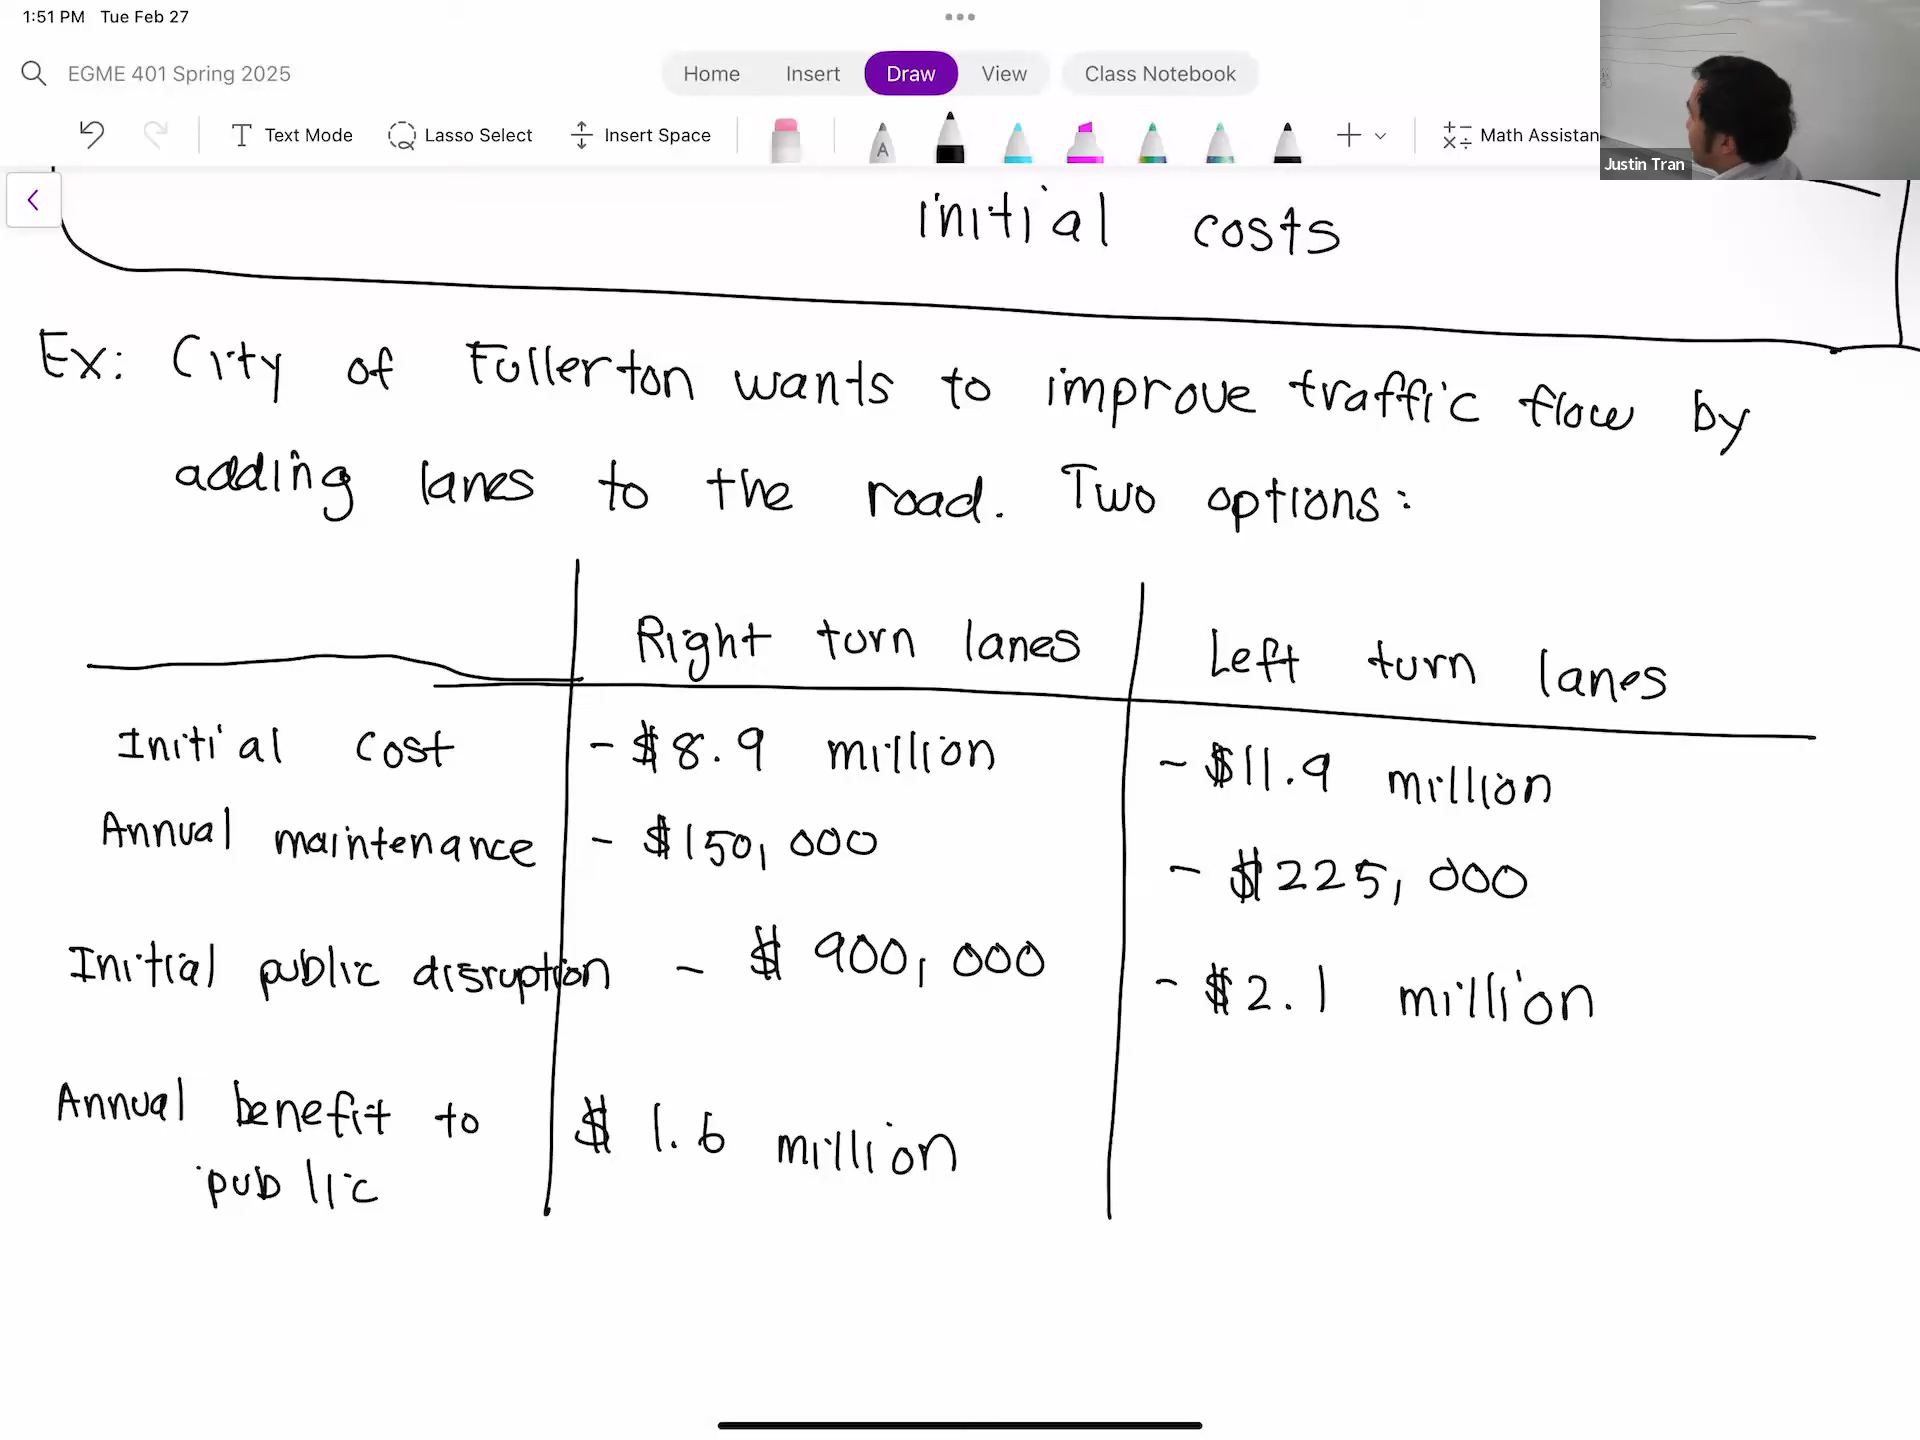 1:51 PM Tue Feb 27
EGME 401 Spring 2025
Home Insert Draw View Class Notebook
Text Mode Lasso Select Insert Space A Math Assistan
Justin Tran
initial costs
Ex: City of Fullerton wants to improve traffic flow by
adding lanes to the road. Two options:
Right turn lanes Left turn lanes
Initial cost - $8.9 million - $11.9 million
Annual maintenance - $150,000 - $225,000
Initial public disruption - $ 900,000 - $2.1 million
Annual benefit to $ 1.6 million
public